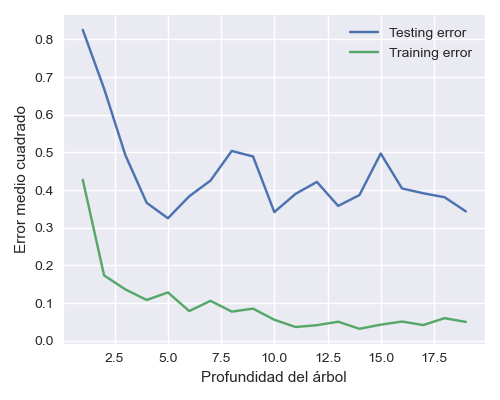 Testing error
Training error
0.8
0.7
0.6
0.5
0.4
0.3
0.2
0.1
0.0
Error medio cuadrado
2.5 5.0 7.5 10.0 12.5 15.0 17.5
Profundidad del árbol